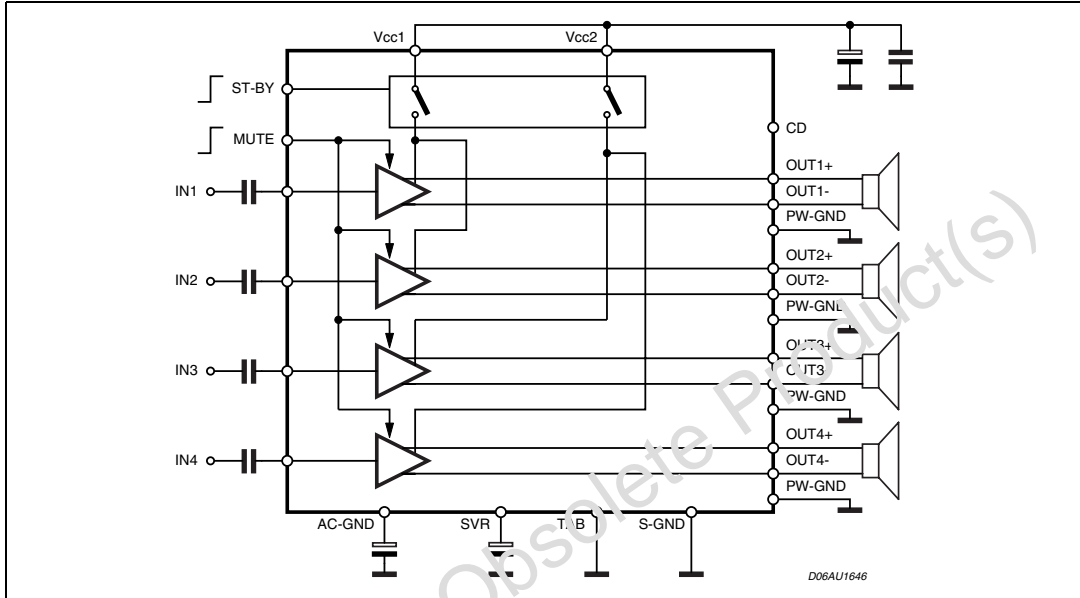 Vcc1
Vcc2
ST-BY
MUTE
CD
IN1
OUT1+
OUT1-
PW-GND
IN2
OUT2+
OUT2-
PW-GND
IN3
OUT3+
OUT3-
PW-GND
IN4
OUT4+
OUT4-
PW-GND
AC-GND
SVR
TAB
S-GND
D06AU1646
Obsolete Product(s)